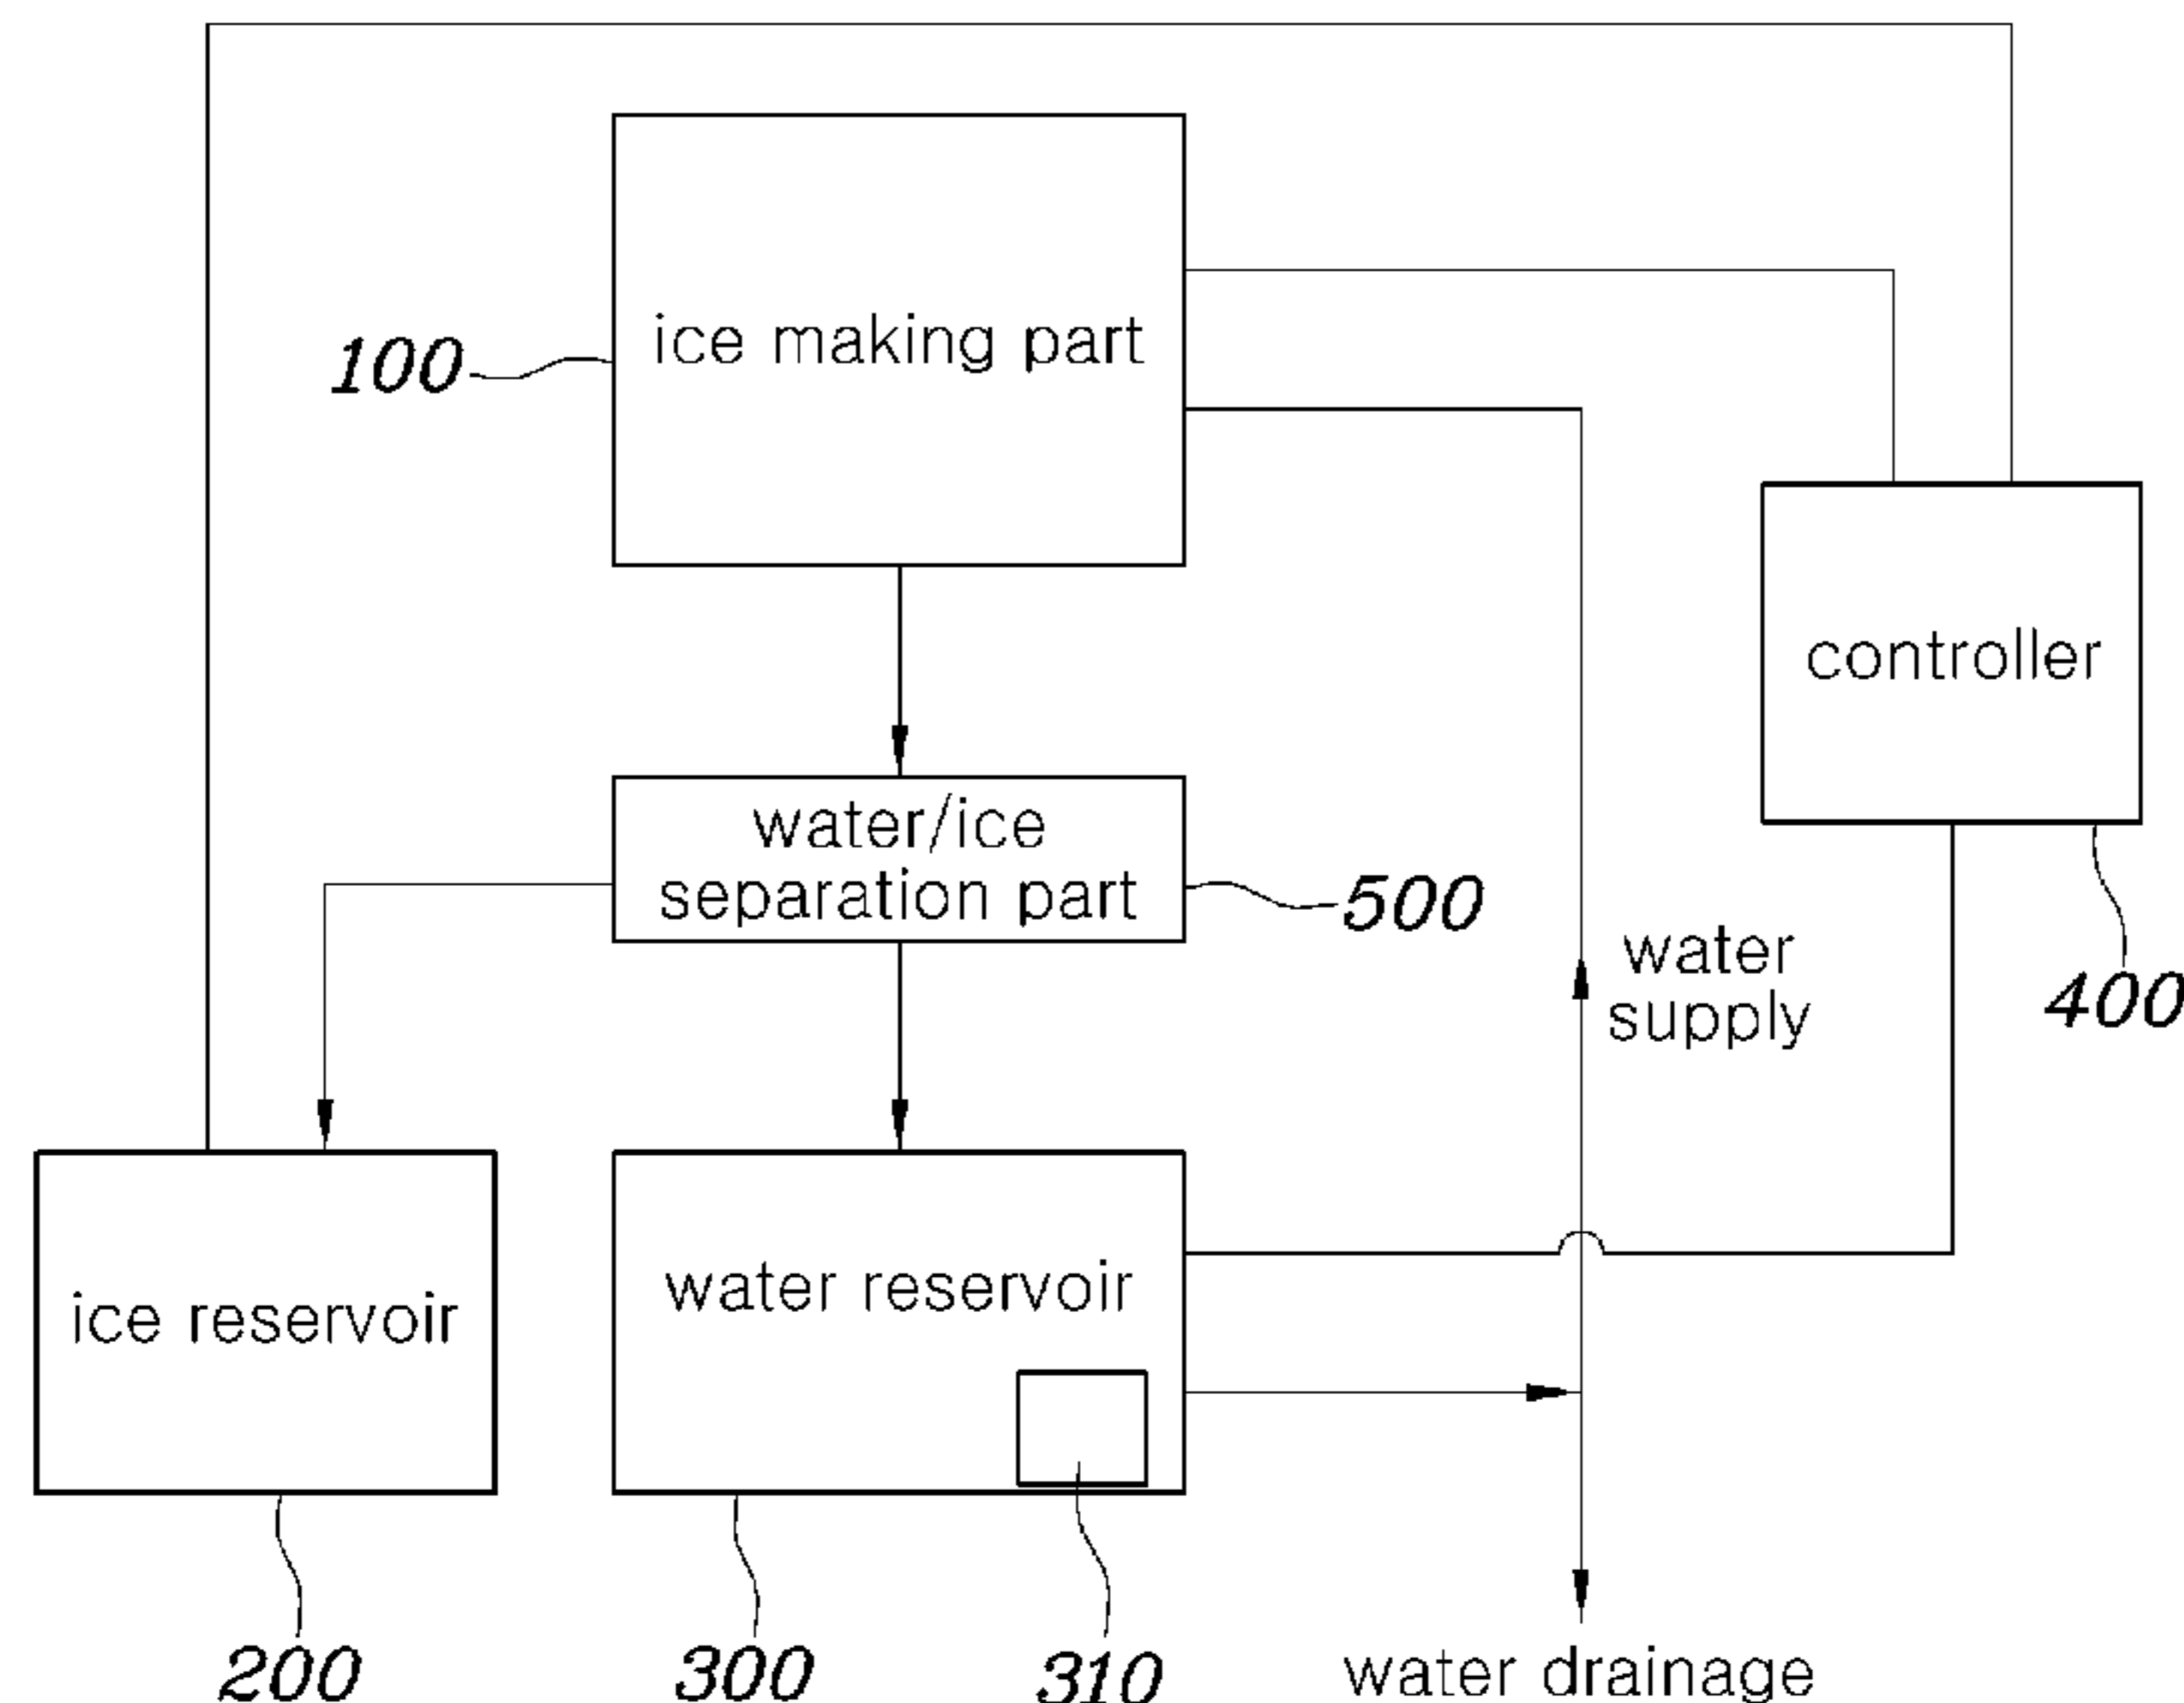 ice making part
100
controller
water/ice
separation part
500
water
supply
400
ice reservoir
water reservoir
200
300
310
water drainage